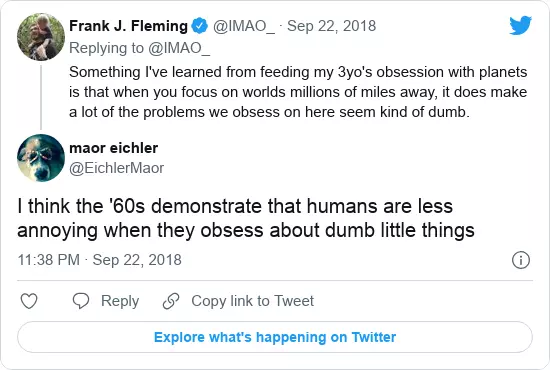 Frank J. Fleming @IMAO_ · Sep 22, 2018
Replying to @IMAO_
Something I've learned from feeding my 3yo's obsession with planets
is that when you focus on worlds millions of miles away, it does make
a lot of the problems we obsess on here seem kind of dumb.
maor eichler
@EichlerMaor
I think the '60s demonstrate that humans are less
annoying when they obsess about dumb little things
11:38 PM · Sep 22, 2018
Reply
Copy link to Tweet
Explore what's happening on Twitter